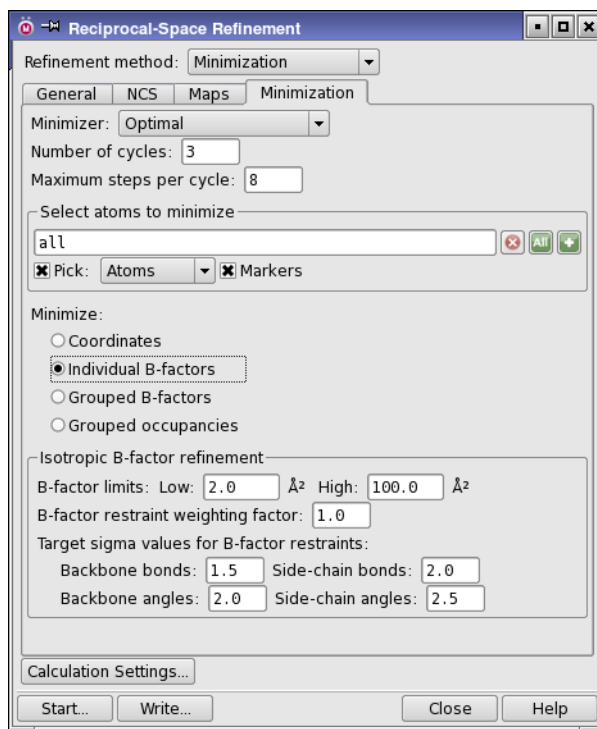 Reciprocal-Space Refinement
Refinement method: Minimization
General NCS Maps Minimization
Minimizer: Optimal
Number of cycles: 3
Maximum steps per cycle: 8
Select atoms to minimize
all All
Pick: Atoms Markers
Minimize:
Coordinates
Individual B-factors
Grouped B-factors
Grouped occupancies
Isotropic B-factor refinement
B-factor limits: Low: 2.0 Å² High: 100.0 Å²
B-factor restraint weighting factor: 1.0
Target sigma values for B-factor restraints:
Backbone bonds: 1.5 Side-chain bonds: 2.0
Backbone angles: 2.0 Side-chain angles: 2.5
Calculation Settings...
Start... Write... Close Help